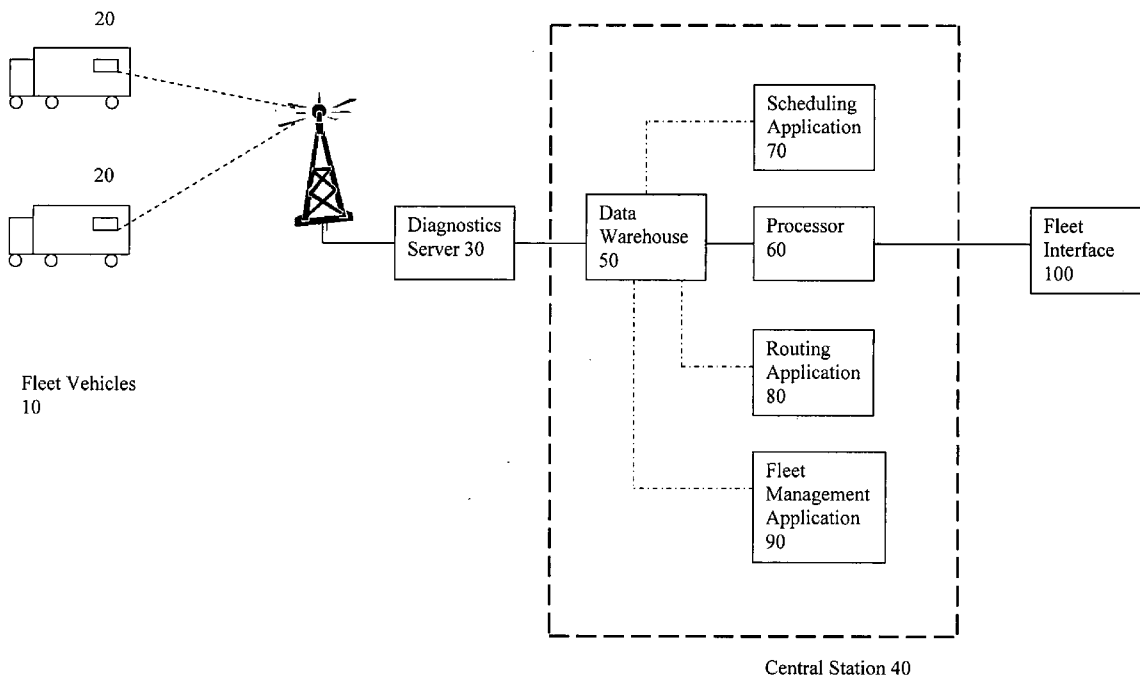 20
20
Fleet Vehicles
10
Diagnostics
Server 30
Data
Warehouse
50
Scheduling
Application
70
Processor
60
Routing
Application
80
Fleet
Management
Application
90
Fleet
Interface
100
Central Station 40